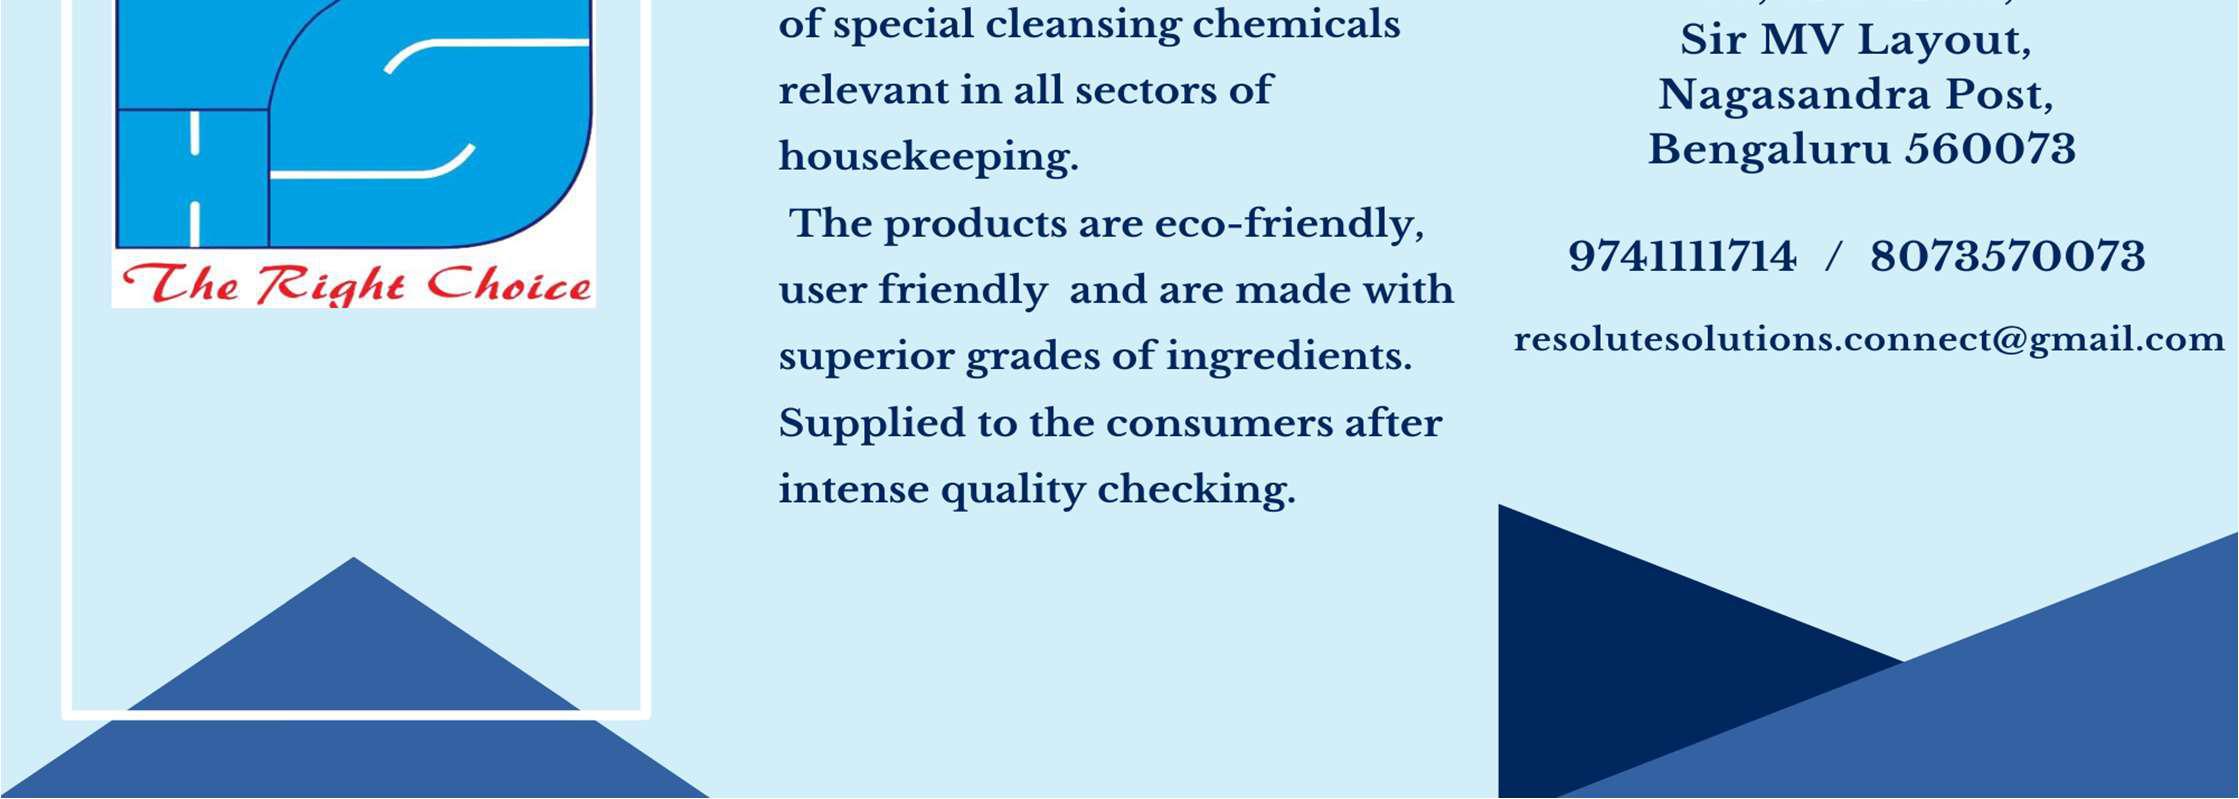 The Right Choice
of special cleansing chemicals
relevant in all sectors of
housekeeping.
The products are eco-friendly,
user friendly  and are made with
superior grades of ingredients.
Supplied to the consumers after
intense quality checking.
Sir MV Layout,
Nagasandra Post,
Bengaluru 560073
9741111714 / 8073570073
resolutesolutions.connect@gmail.com